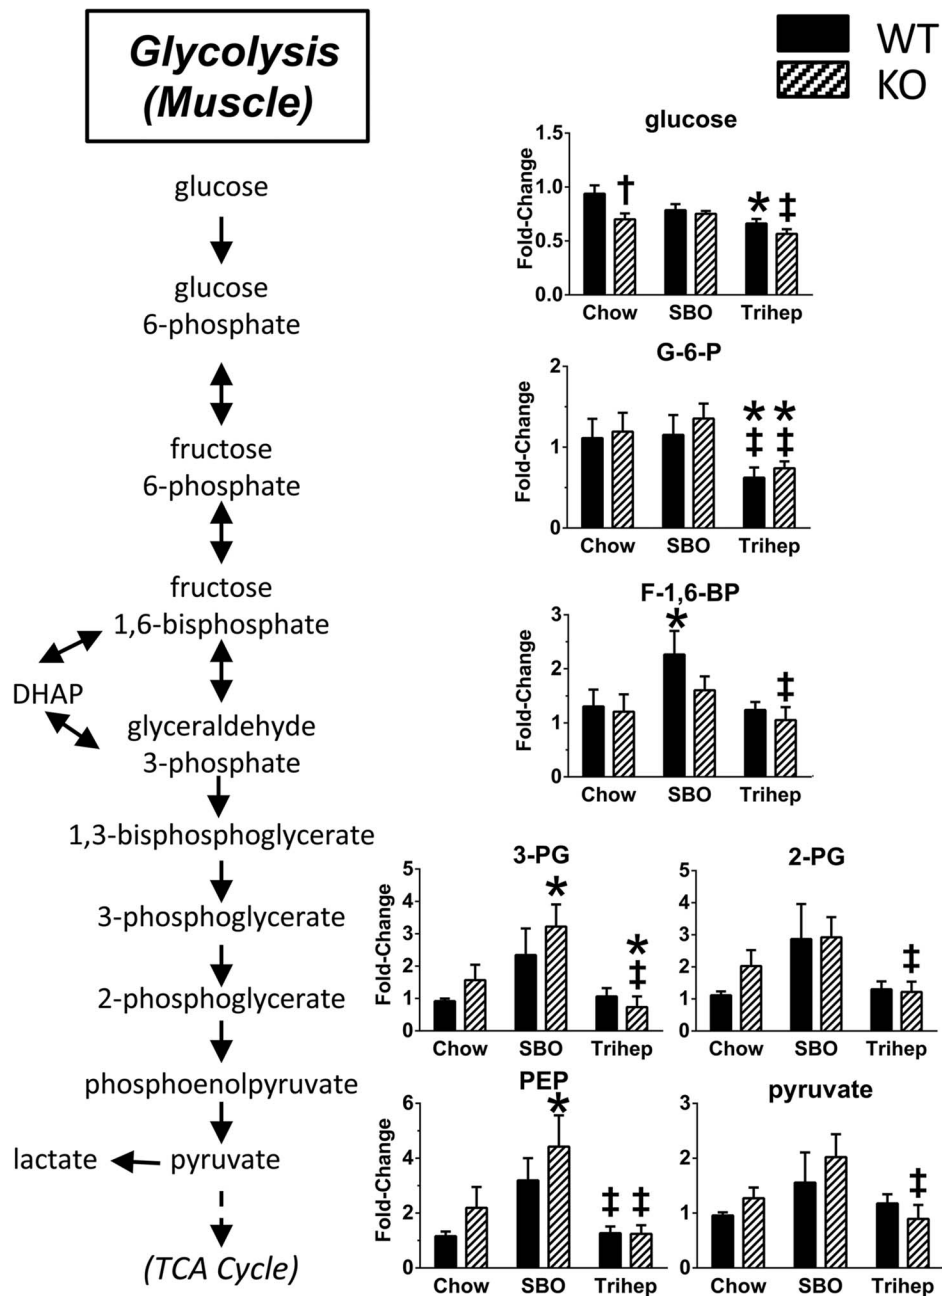 Glycolysis
(Muscle)
WT
KO
glucose
glucose
6-phosphate
fructose
6-phosphate
fructose
1,6-bisphosphate
DHAP
glyceraldehyde
3-phosphate
1,3-bisphosphoglycerate
3-phosphoglycerate
2-phosphoglycerate
phosphoenolpyruvate
lactate
pyruvate
(TCA Cycle)
glucose
Fold-Change
1.5
1.0
0.5
0.0
† * ‡
Chow SBO Trihep
G-6-P
Fold-Change
2
1
0
* *
‡ ‡
Chow SBO Trihep
F-1,6-BP
Fold-Change
3
2
1
0
* ‡
Chow SBO Trihep
3-PG
Fold-Change
5
4
3
2
1
0
* *
‡
Chow SBO Trihep
2-PG
5
4
3
2
1
0
‡
Chow SBO Trihep
PEP
Fold-Change
6
4
2
0
*
‡ ‡
Chow SBO Trihep
pyruvate
3
2
1
0
‡
Chow SBO Trihep